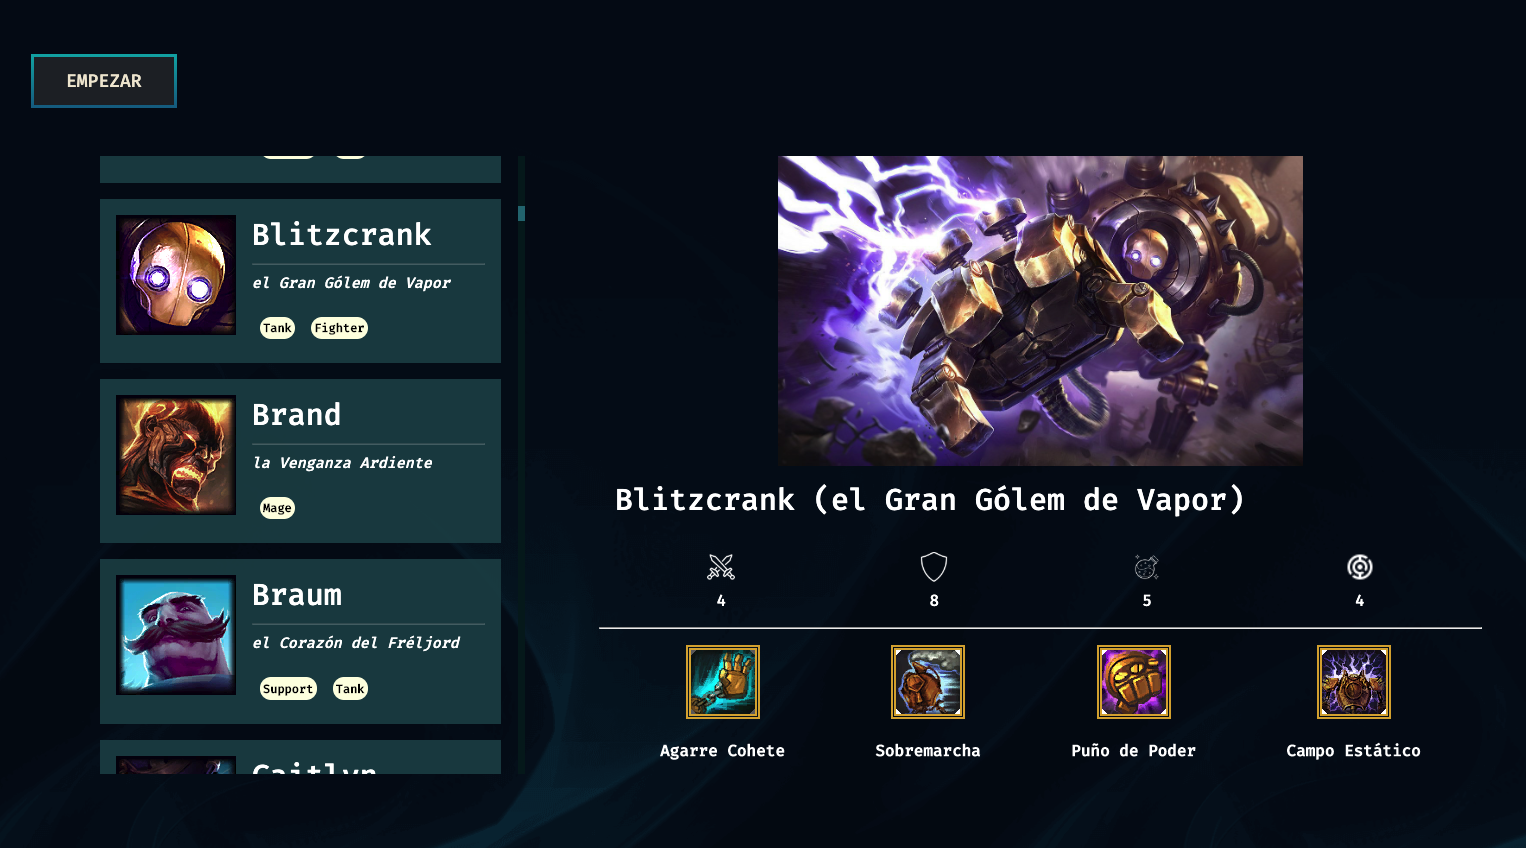 EMPEZAR
Blitzcrank
el Gran Gólem de Vapor
Tank Fighter
Brand
la Venganza Ardiente
Mage
Braum
el Corazón del Fréljord
Support Tank
Caitlyn
Blitzcrank (el Gran Gólem de Vapor)
4 8 5 4
Agarre Cohete Sobremarcha Puño de Poder Campo Estático